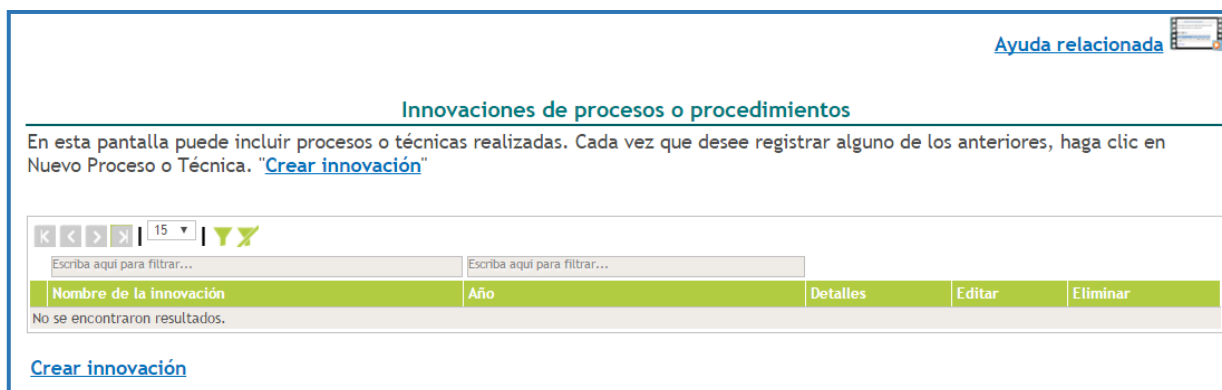 Ayuda relacionada
Innovaciones de procesos o procedimientos
En esta pantalla puede incluir procesos o técnicas realizadas. Cada vez que desee registrar alguno de los anteriores, haga clic en
Nuevo Proceso o Técnica. "Crear innovación"
15
Escriba aqui para filtrar... Escriba aqui para filtrar...
Nombre de la innovación Año Detalles Editar Eliminar
No se encontraron resultados.
Crear innovación